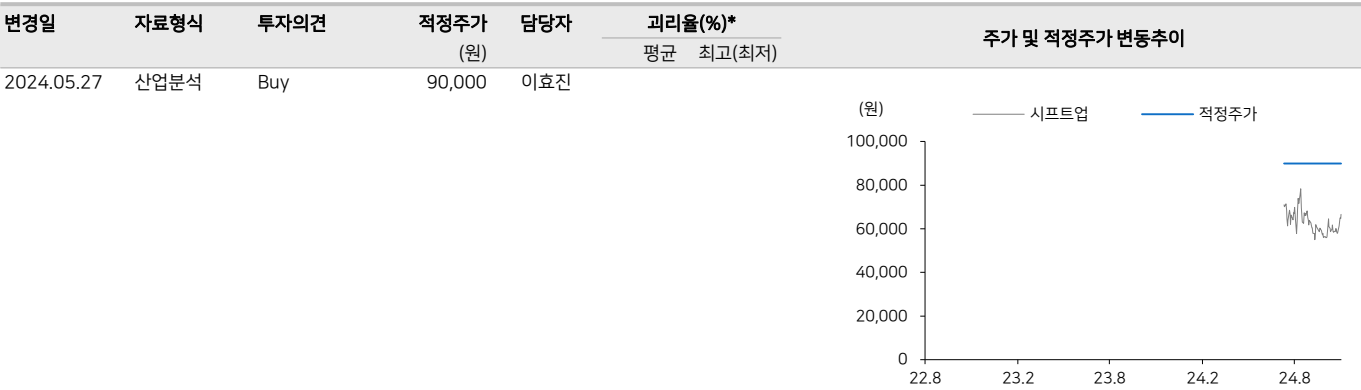 변경일 자료형식 투자의견 적정주가 담당자 괴리율(%)* 주가 및 적정주가 변동추이
(원) 평균 최고(최저)
2024.05.27 산업분석 Buy 90,000 이효진
(원) 시프트업 적정주가
100,000
80,000
60,000
40,000
20,000
0
22.8 23.2 23.8 24.2 24.8